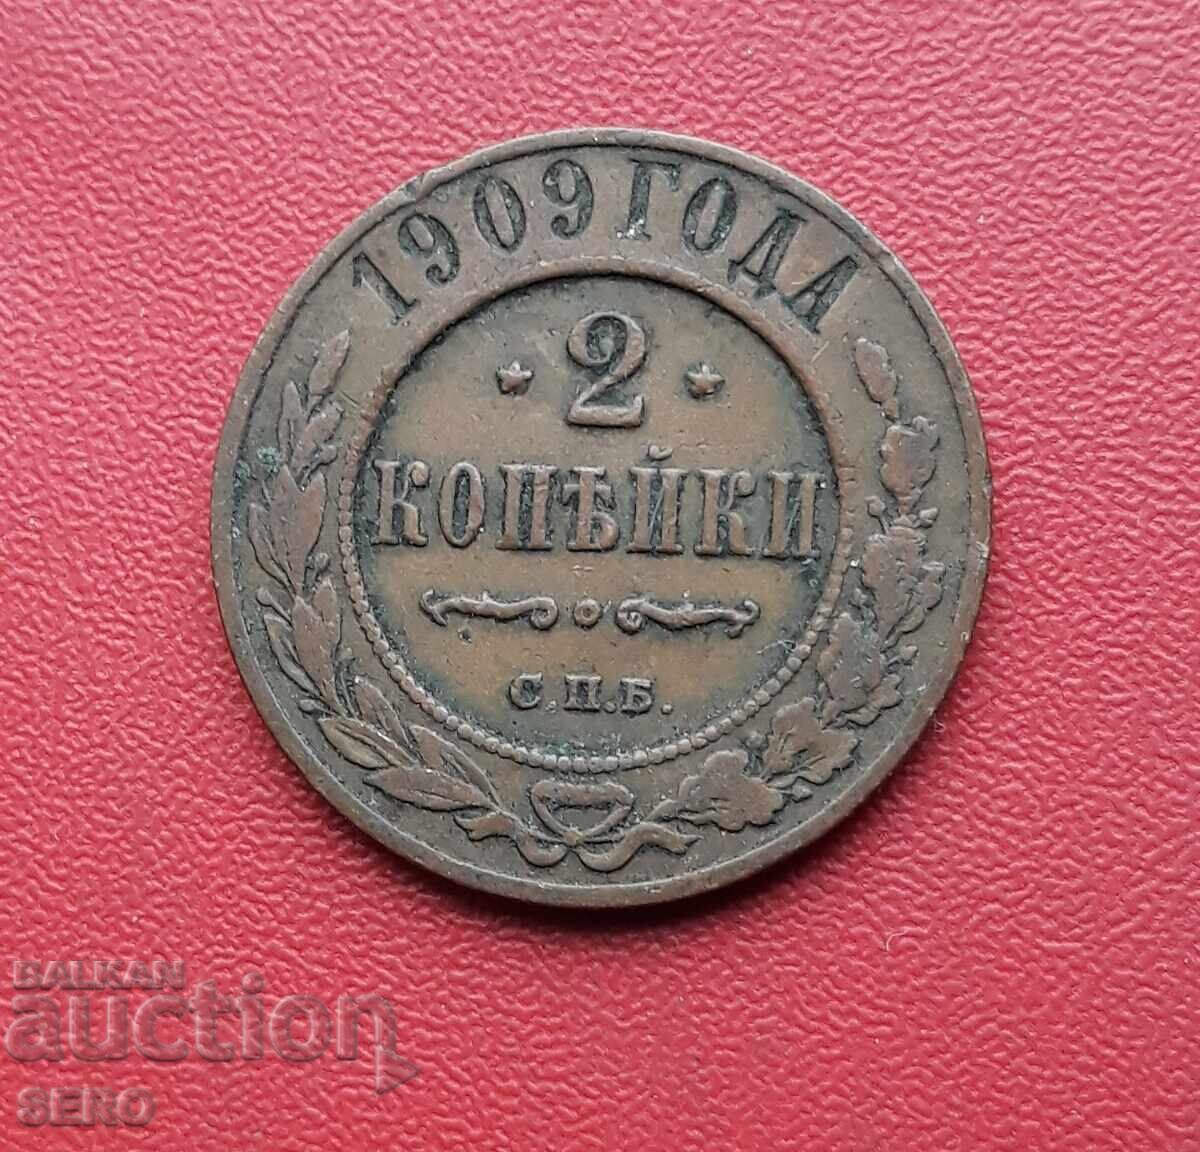 1909 ГОДА
2
КОПѢЙКИ
С.П.Б.
BALKAN
auction
SERO